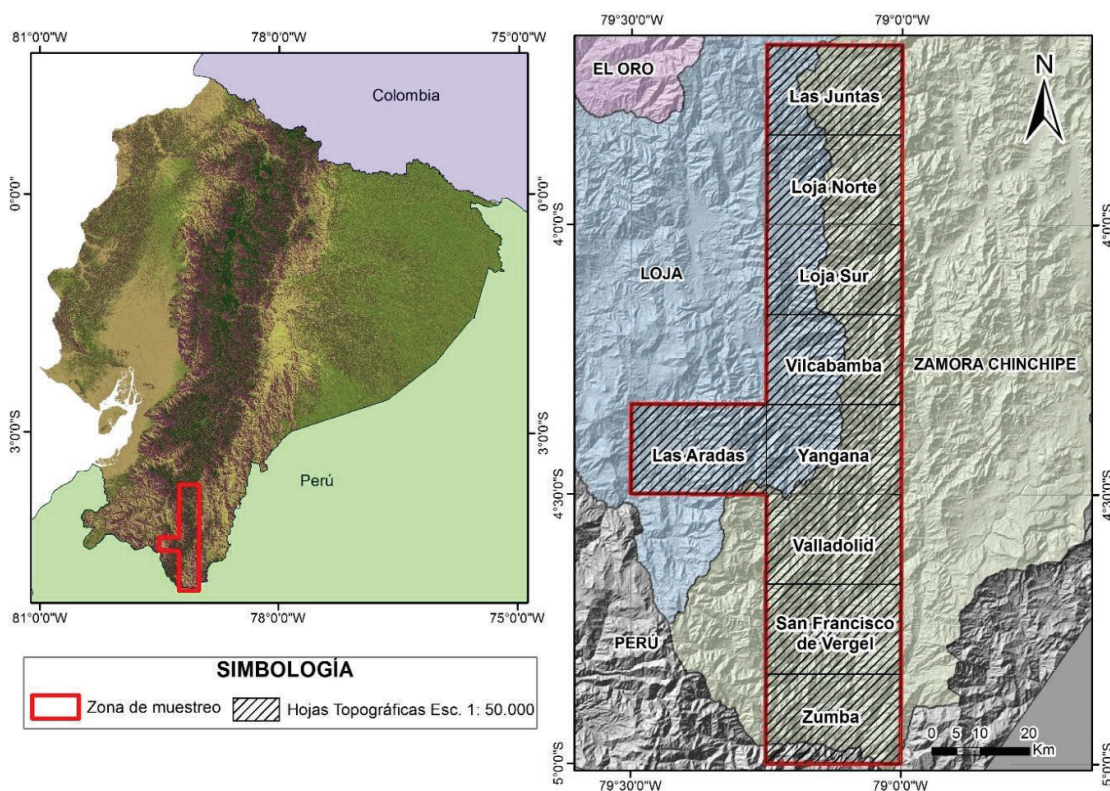 81°0'0"W
78°0'0"W
75°0'0"W
0°0'0"
0°0'0"
3°0'0"S
3°0'0"S
Colombia
Perú
81°0'0"W
78°0'0"W
75°0'0"W
SIMBOLOGÍA
Zona de muestreo
Hojas Topográficas Esc. 1: 50.000
79°30'0"W
79°0'0"W
N
EL ORO
Las Juntas
Loja Norte
4°0'0"S
4°0'0"S
LOJA
Loja Sur
Vilcabamba
ZAMORA CHINCHIPE
Las Aradas
Yangana
4°30'0"S
4°30'0"S
Valladolid
San Francisco
de Vergel
PERÚ
Zumba
0 5 10 20
Km
5°0'0"S
5°0'0"S
79°30'0"W
79°0'0"W